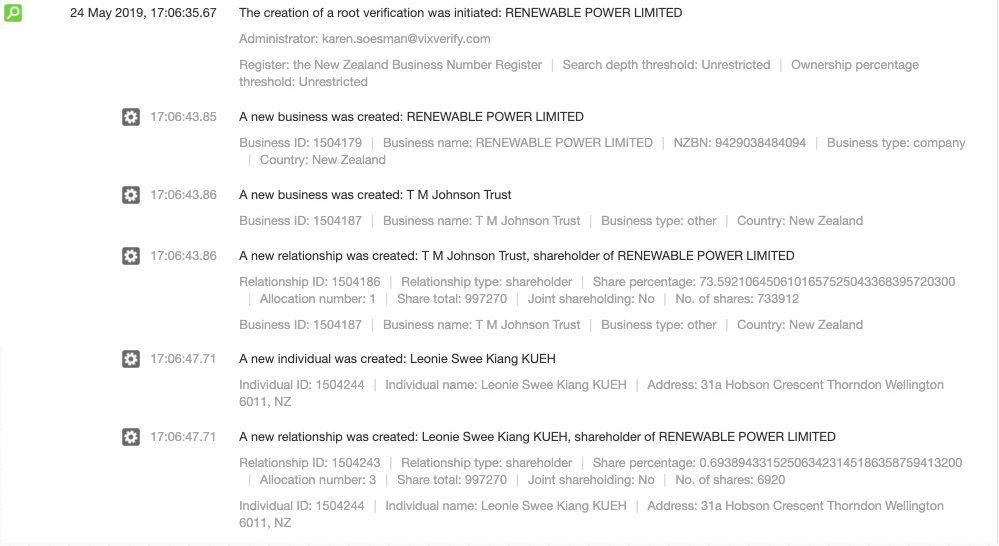 24 May 2019, 17:06:35.67 The creation of a root verification was initiated: RENEWABLE POWER LIMITED
Administrator: karen.soesman@vixverify.com
Register: the New Zealand Business Number Register | Search depth threshold: Unrestricted | Ownership percentage
threshold: Unrestricted
17:06:43.85 A new business was created: RENEWABLE POWER LIMITED
Business ID: 1504179 | Business name: RENEWABLE POWER LIMITED | NZBN: 9429038484094 | Business type: company
| Country: New Zealand
17:06:43.86 A new business was created: T M Johnson Trust
Business ID: 1504187 | Business name: T M Johnson Trust | Business type: other | Country: New Zealand
17:06:43.86 A new relationship was created: T M Johnson Trust, shareholder of RENEWABLE POWER LIMITED
Relationship ID: 1504186 | Relationship type: shareholder | Share percentage: 73.5921064506101657525043368395720300
| Allocation number: 1 | Share total: 997270 | Joint shareholding: No | No. of shares: 733912
Business ID: 1504187 | Business name: T M Johnson Trust | Business type: other | Country: New Zealand
17:06:47.71 A new individual was created: Leonie Swee Kiang KUEH
Individual ID: 1504244 | Individual name: Leonie Swee Kiang KUEH | Address: 31a Hobson Crescent Thorndon Wellington
6011, NZ
17:06:47.71 A new relationship was created: Leonie Swee Kiang KUEH, shareholder of RENEWABLE POWER LIMITED
Relationship ID: 1504243 | Relationship type: shareholder | Share percentage: 0.6938943315250634231451863587594132​00
| Allocation number: 3 | Share total: 997270 | Joint shareholding: No | No. of shares: 6920
Individual ID: 1504244 | Individual name: Leonie Swee Kiang KUEH | Address: 31a Hobson Crescent Thorndon Wellington
6011, NZ